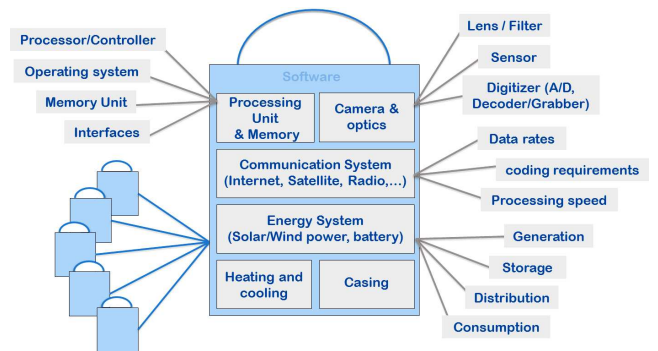 Processor/Controller
Operating system
Memory Unit
Interfaces
Software
Processing
Unit
& Memory
Camera &
optics
Communication System
(Internet, Satellite, Radio,...)
Energy System
(Solar/Wind power, battery)
Heating and
cooling
Casing
Lens / Filter
Sensor
Digitizer (A/D,
Decoder/Grabber)
Data rates
coding requirements
Processing speed
Generation
Storage
Distribution
Consumption